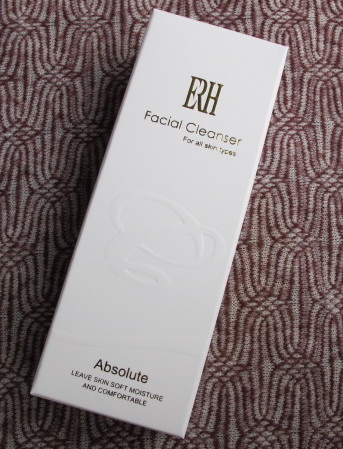 ERH
Facial Cleanser
For all skin types
Absolute
LEAVE SKIN SOFT MOISTURE
AND COMFORTABLE